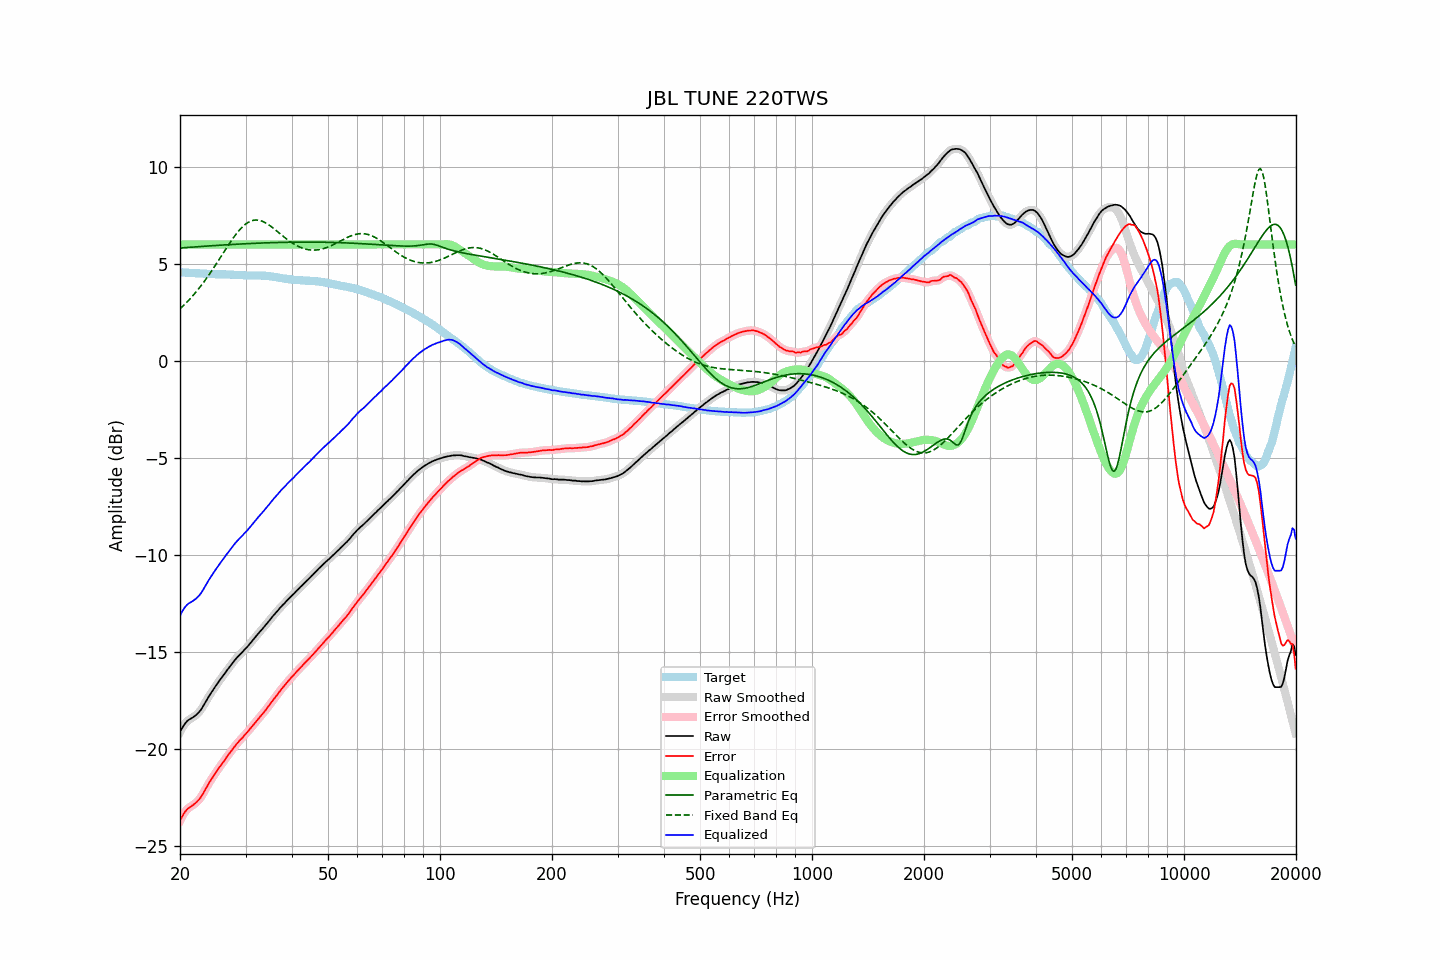 JBL TUNE 220TWS
Amplitude (dBr)
10
5
0
−5
−10
−15
−20
−25
Target
Raw Smoothed
Error Smoothed
Raw
Error
Equalization
Parametric Eq
Fixed Band Eq
Equalized
20
50
100
200
500
1000
2000
5000
10000
20000
Frequency (Hz)